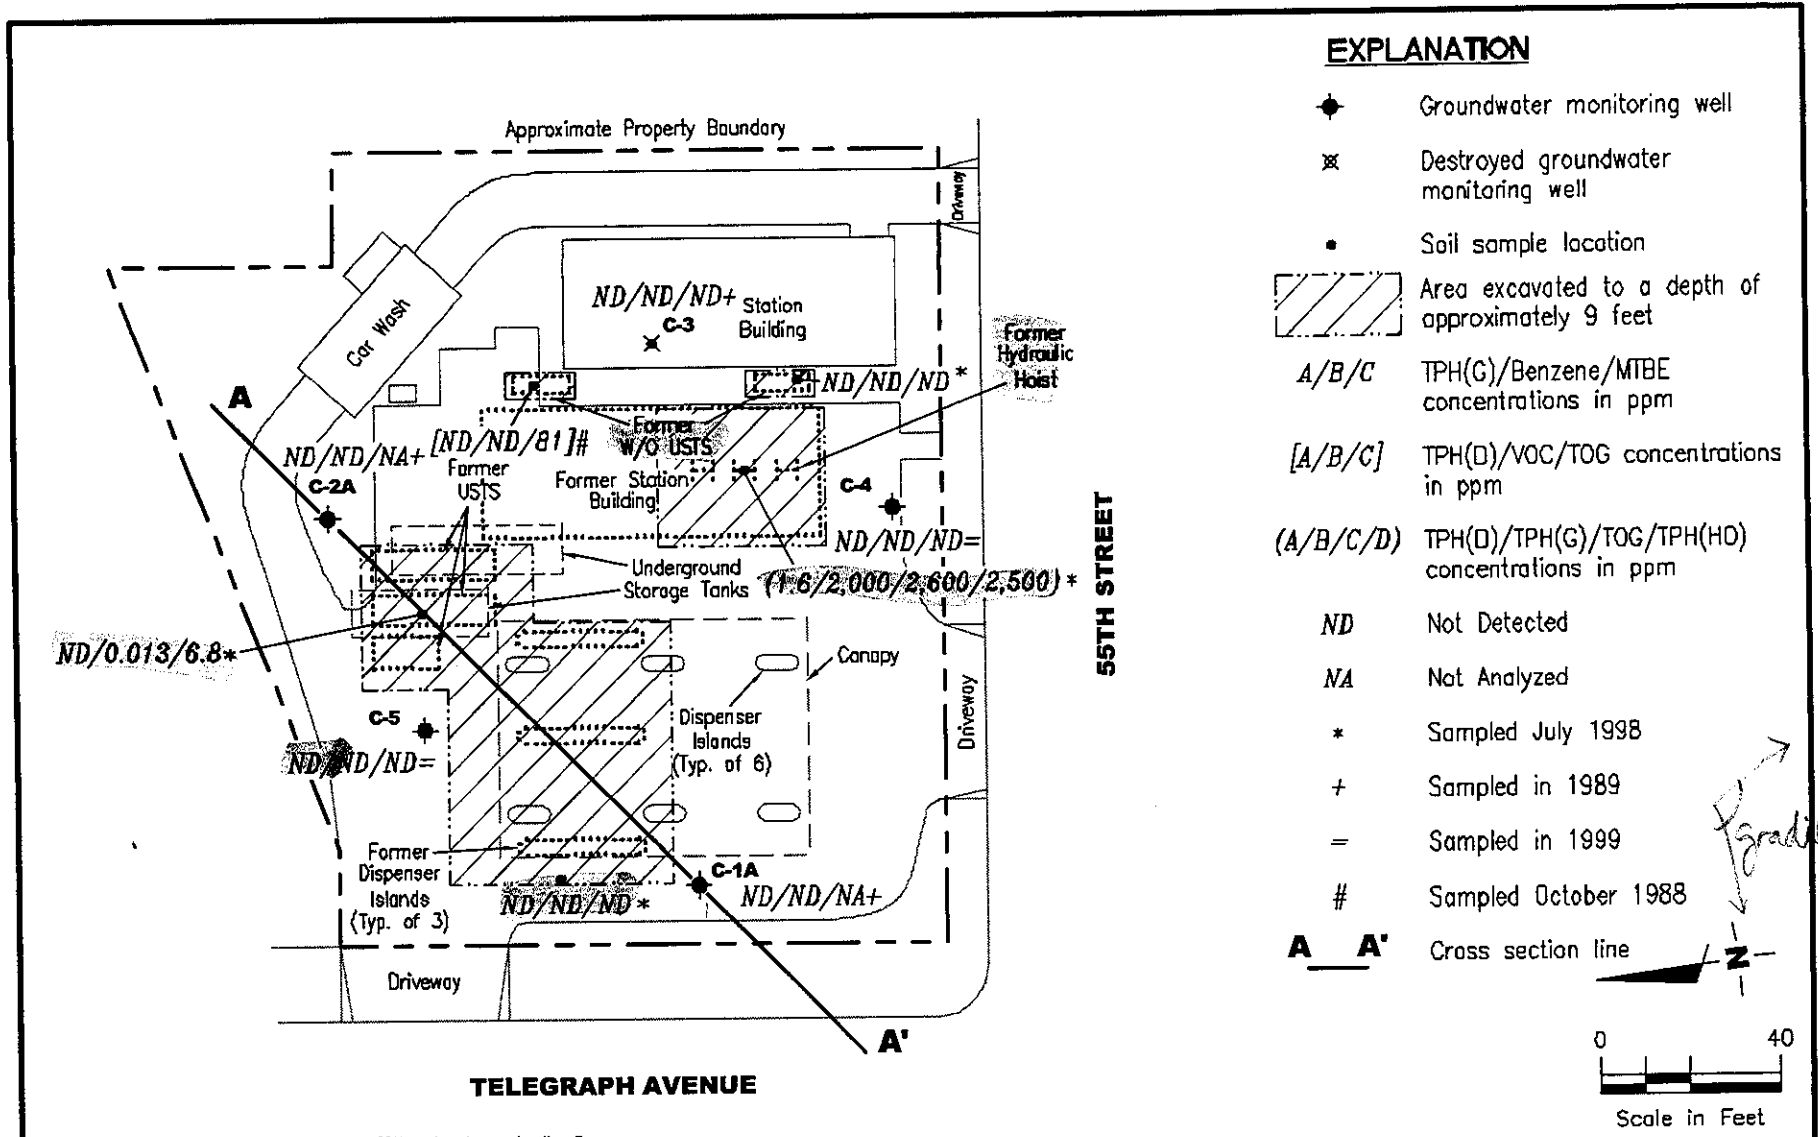 EXPLANATION
Groundwater monitoring well
Destroyed groundwater
monitoring well
Soil sample location
Area excavated to a depth of
approximately 9 feet
A/B/C TPH(G)/Benzene/MTBE
concentrations in ppm
[A/B/C] TPH(D)/VOC/TOG concentrations
in ppm
(A/B/C/D) TPH(D)/TPH(G)/TOG/TPH(HO)
concentrations in ppm
ND Not Detected
NA Not Analyzed
* Sampled July 1998
+ Sampled in 1989
= Sampled in 1999
# Sampled October 1988
A A' Cross section line
N
0 40
Scale in Feet
Approximate Property Boundary
Driveway
Car Wash
ND/ND/ND+
C-3
Station
Building
Former
Hydraulic
Hoist
ND/ND/ND*
A
[ND/ND/81]#
Former
W/O USTS
ND/ND/NA+
C-2A
Former
USTS
Former Station
Building
C-4
ND/ND/ND=
Underground
Storage Tanks
(1.6/2,000/2,600/2,500)*
55TH STREET
ND/0.013/6.8*
Canopy
C-5
ND/ND/ND=
Dispenser
Islands
(Typ. of 6)
Driveway
Former
Dispenser
Islands
(Typ. of 3)
ND/ND/ND*
C-1A
ND/ND/NA+
Driveway
A'
TELEGRAPH AVENUE